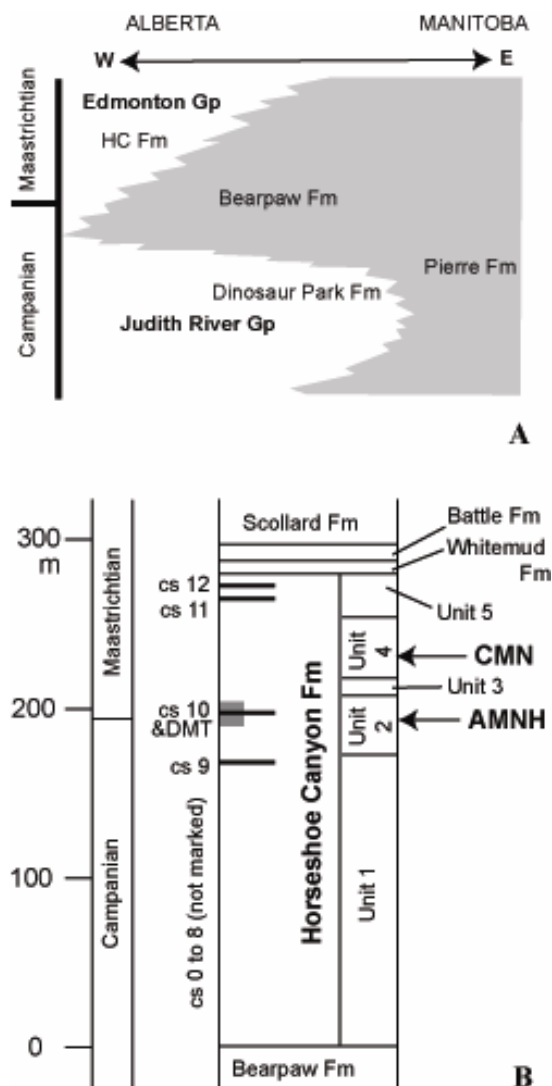 ALBERTA MANITOBA
W E
Edmonton Gp
HC Fm
Maastrichtian
Bearpaw Fm
Pierre Fm
Dinosaur Park Fm
Judith River Gp
Campanian
A
Scollard Fm
Battle Fm
Whitemud
Fm
300
m
cs 12
cs 11
Unit 5
Maastrichtian
Unit
4
CMN
Unit 3
200
cs 10
&DMT
Unit
2
AMNH
cs 9
Horseshoe Canyon Fm
cs 0 to 8 (not marked)
100
Campanian
Unit 1
0
Bearpaw Fm
B